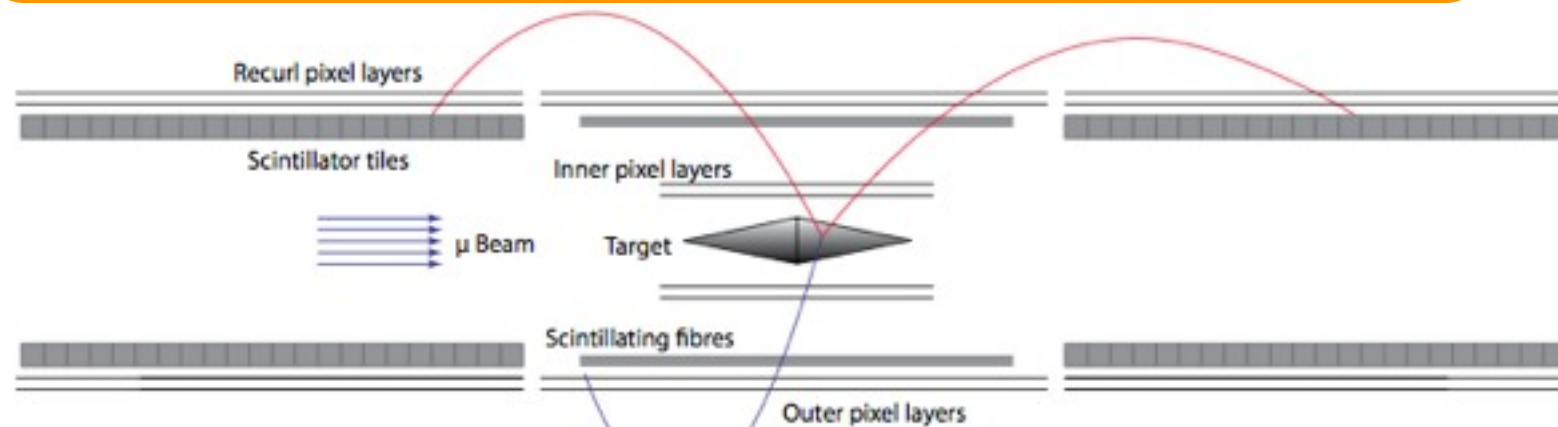 Recurl pixel layers
Scintillator tiles
Inner pixel layers
μ Beam
Target
Scintillating fibres
Outer pixel layers